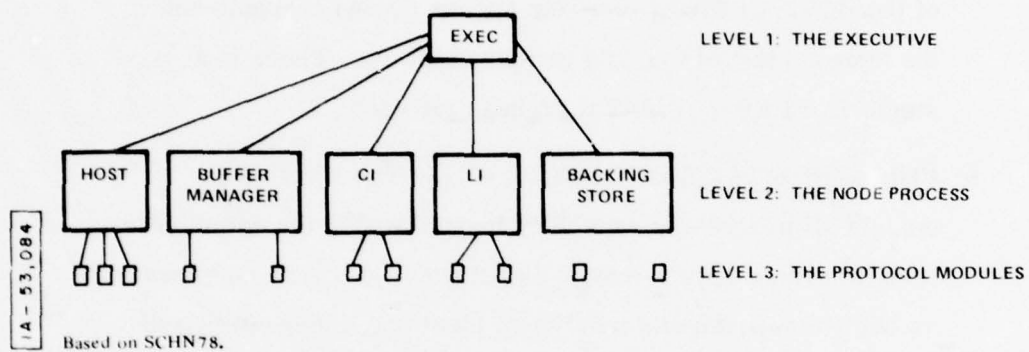 EXEC
LEVEL 1: THE EXECUTIVE
HOST
BUFFER
MANAGER
CI
LI
BACKING
STORE
LEVEL 2: THE NODE PROCESS
LEVEL 3: THE PROTOCOL MODULES
IA-53,084
Based on SCHN78.